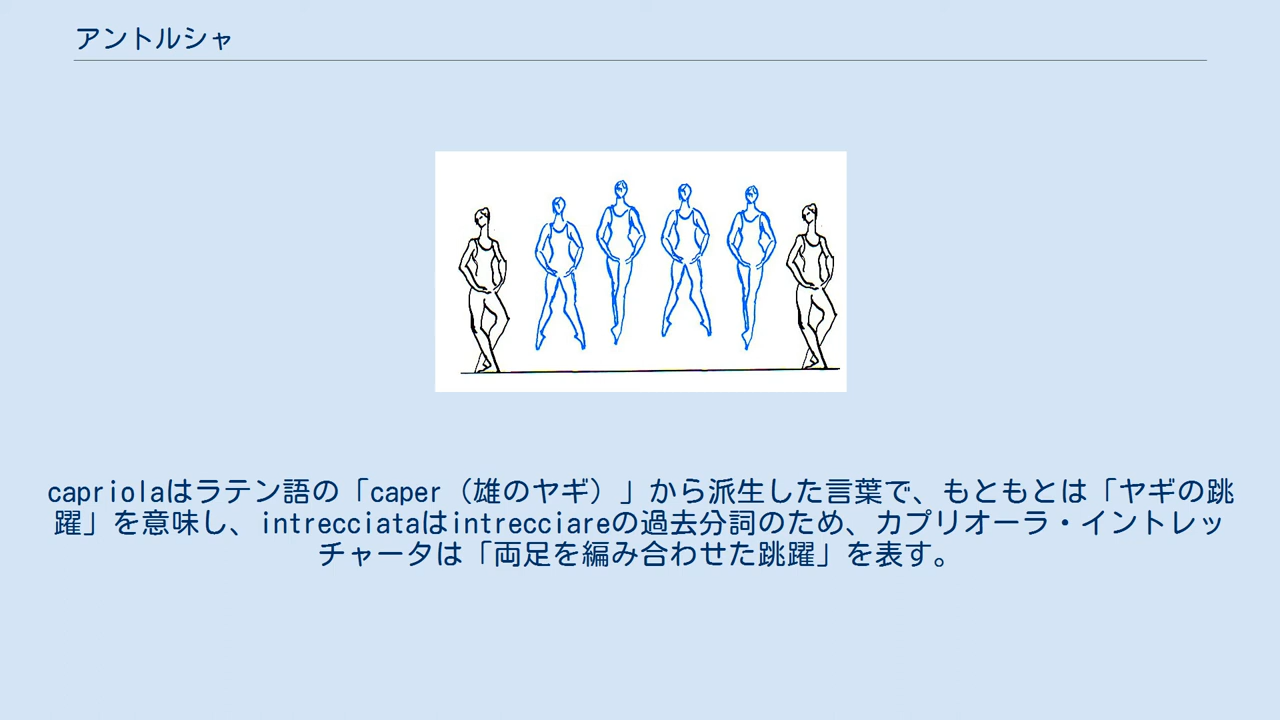 アントルシャ
capriolaはラテン語の「caper（雄のヤギ）」から派生した言葉で、もともとは「ヤギの跳
躍」を意味し、intrecciataはintrecciareの過去分詞のため、カプリオーラ・イントレッ
チャータは「両足を編み合わせた跳躍」を表す。